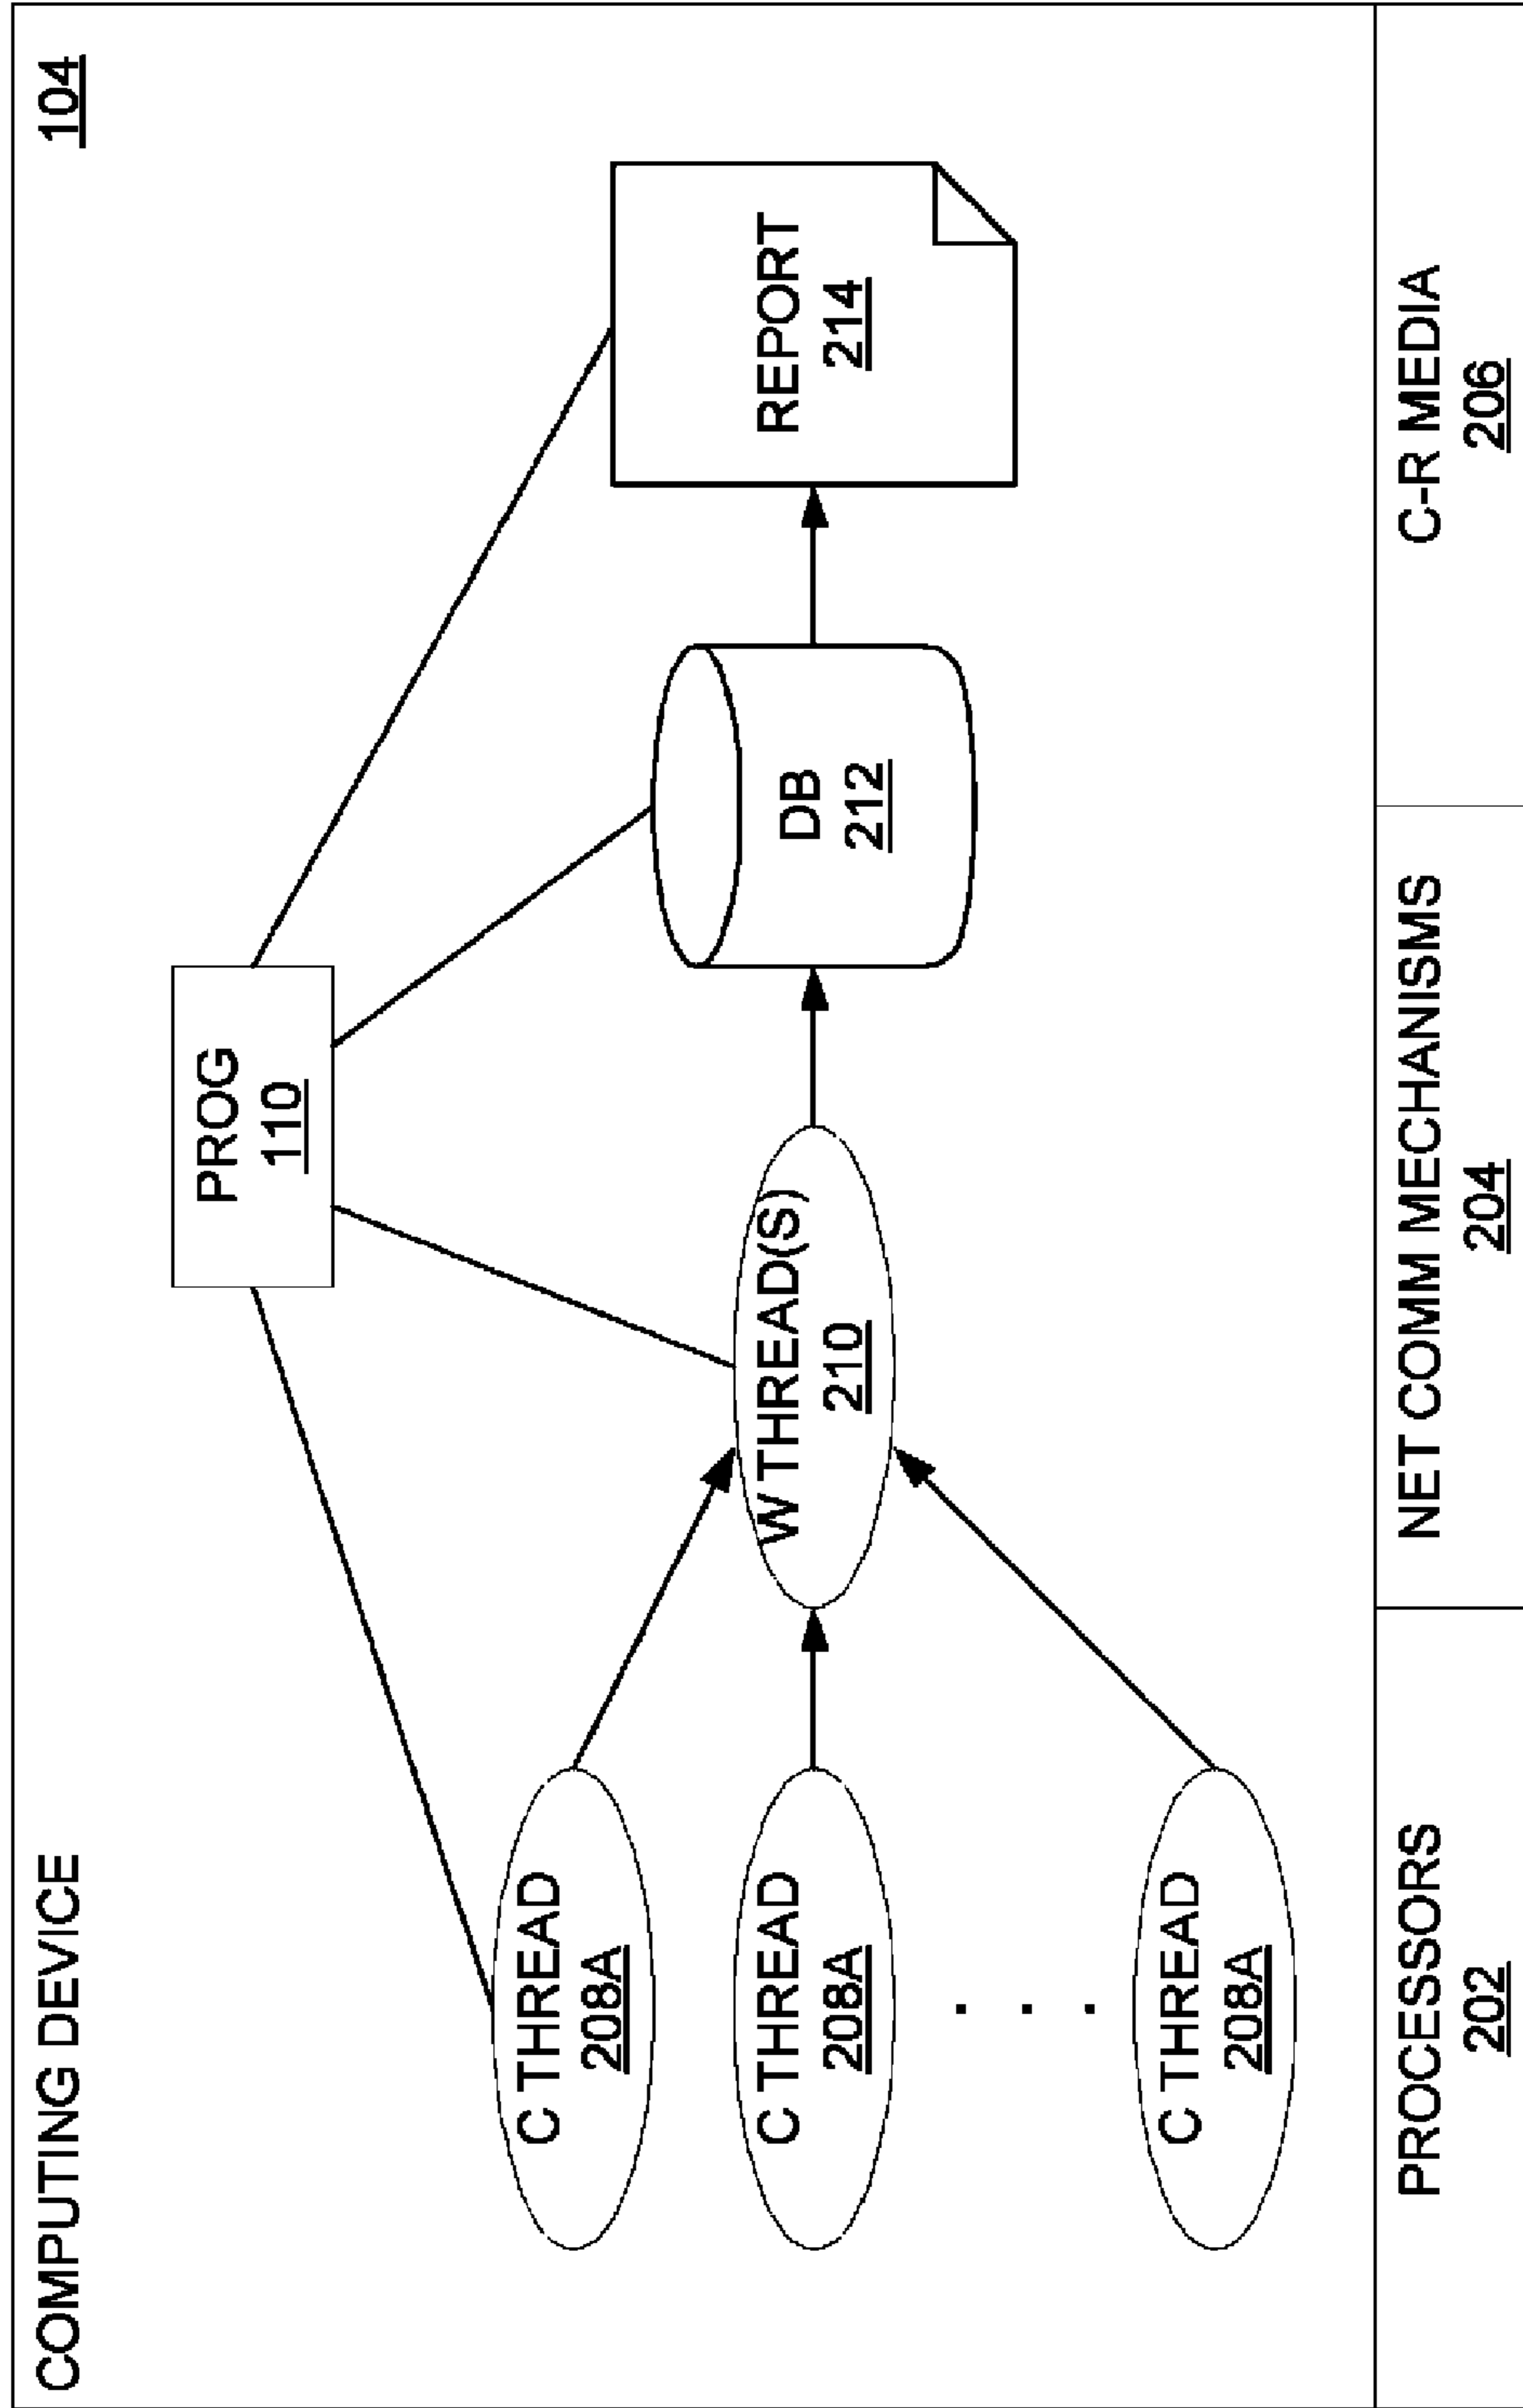 COMPUTING DEVICE
104
PROG
110
C THREAD
208A
C THREAD
208A
. . .
C THREAD
208A
W THREAD(S)
210
DB
212
REPORT
214
PROCESSORS
202
NET COMM MECHANISMS
204
C-R MEDIA
206